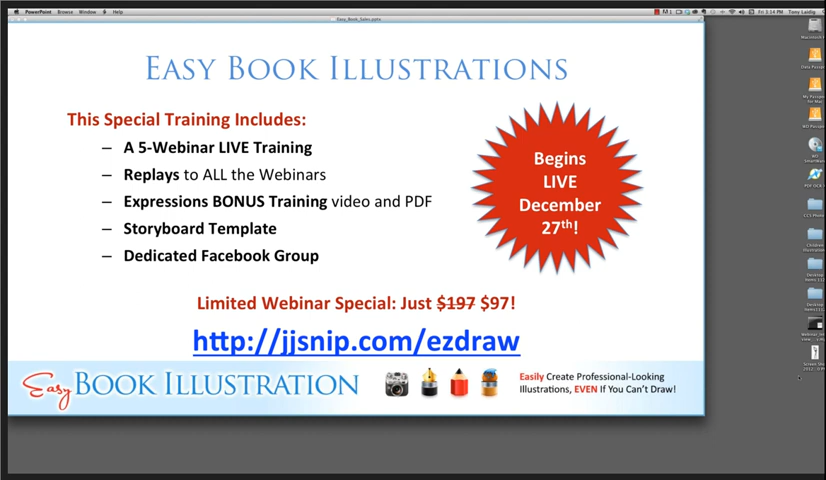 PowerPoint Browse Window Help
Fri 3:14 PM Tony Laidig
Easy_Book_Sales.pptx
EASY BOOK ILLUSTRATIONS
This Special Training Includes:
– A 5-Webinar LIVE Training
– Replays to ALL the Webinars
– Expressions BONUS Training video and PDF
– Storyboard Template
– Dedicated Facebook Group
Begins
LIVE
December
27th!
Limited Webinar Special: Just $197 $97!
http://jjsnip.com/ezdraw
Easy BOOK ILLUSTRATION
Easily Create Professional-Looking
Illustrations, EVEN If You Can't Draw!